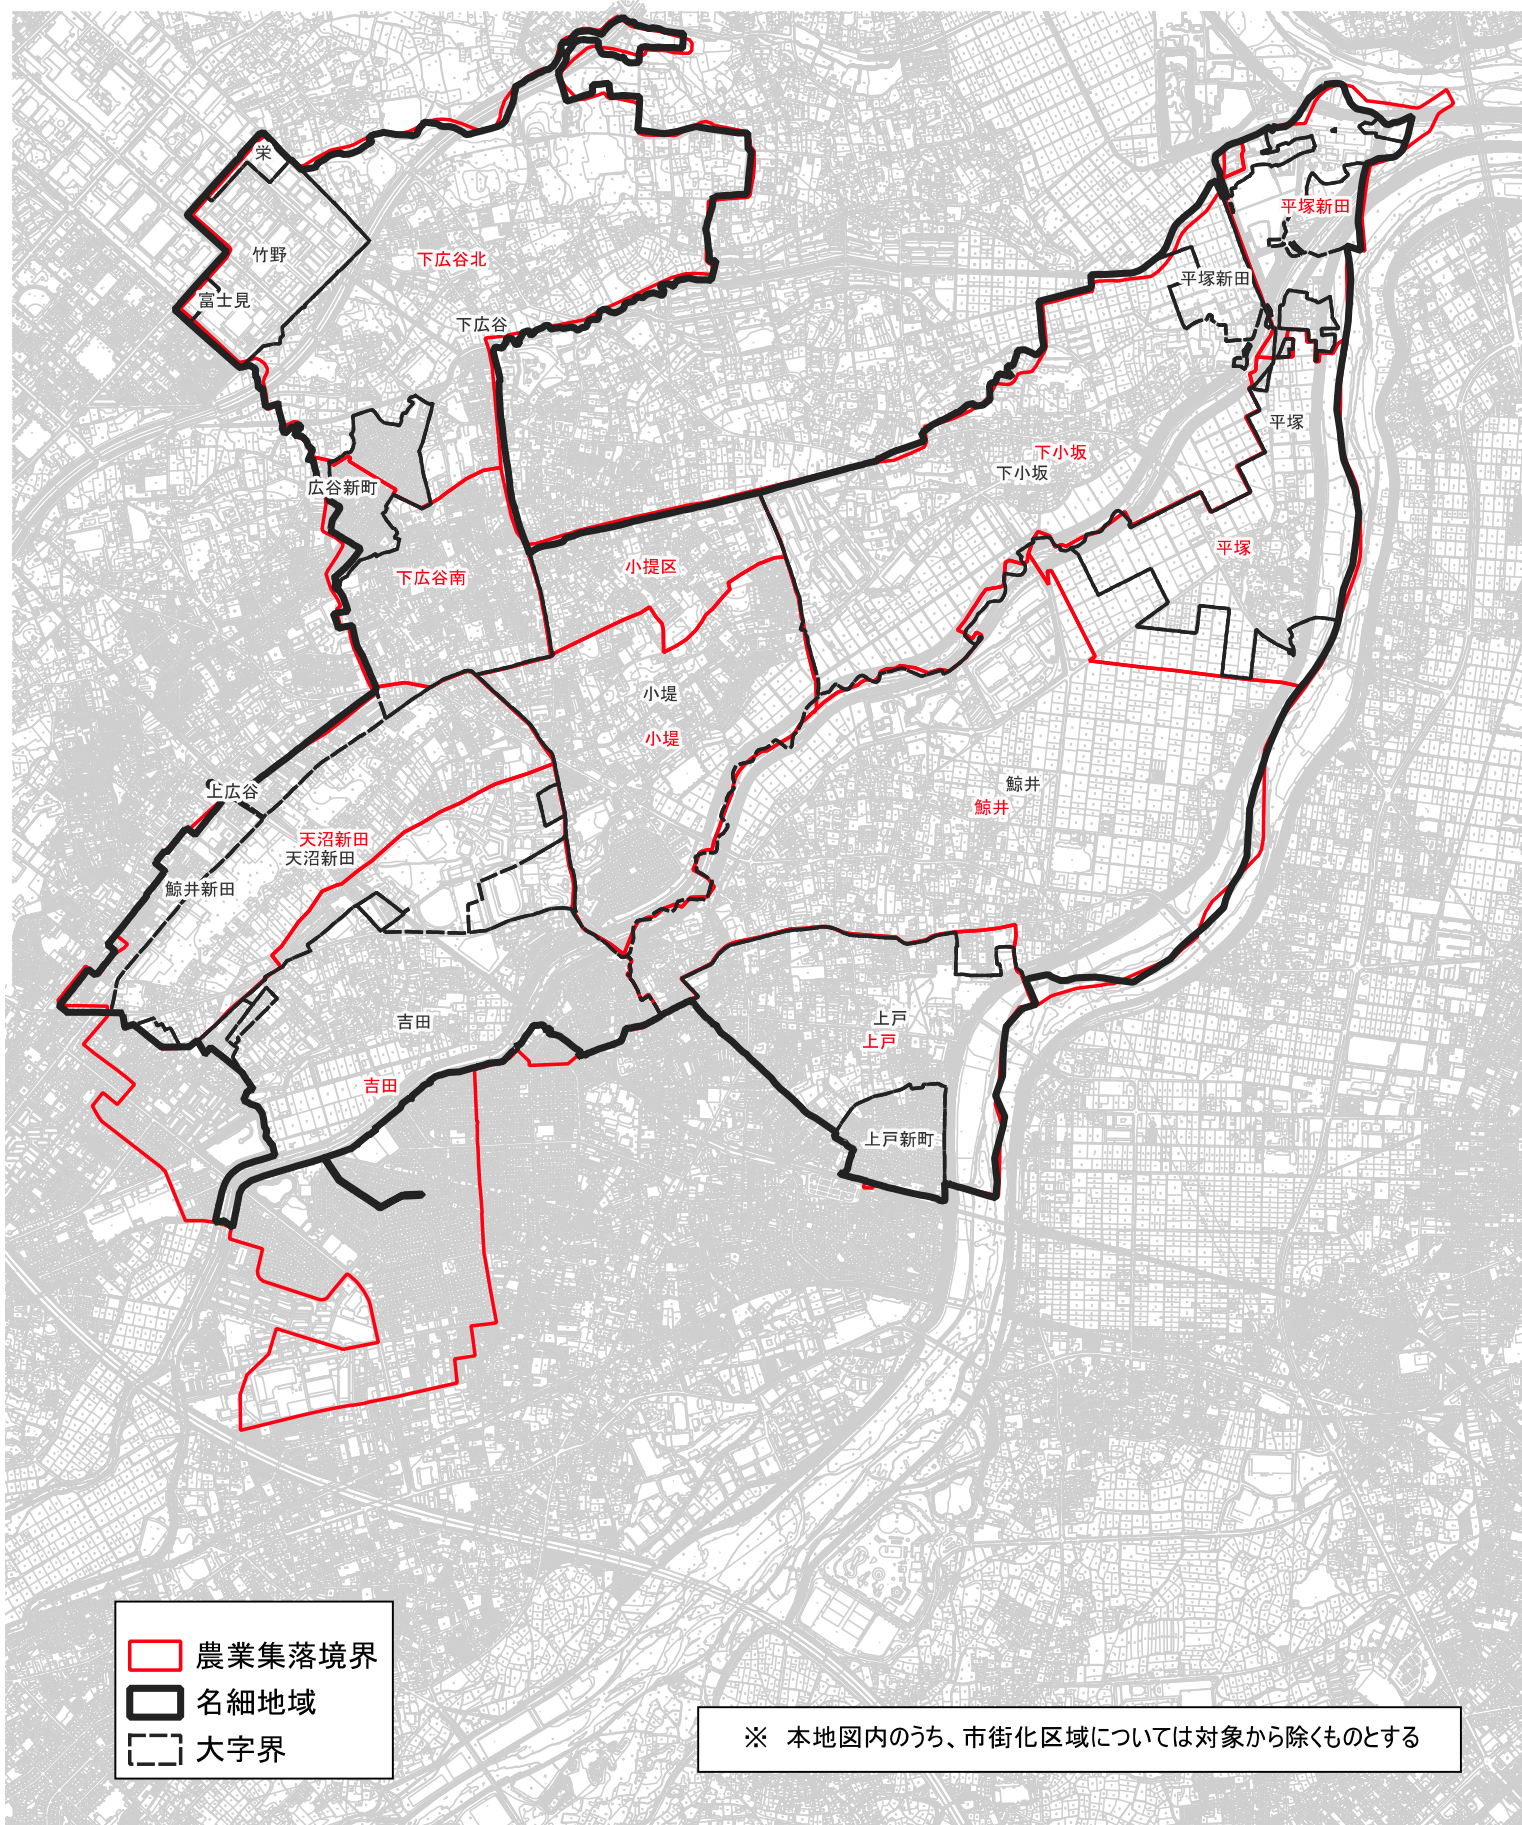 栄
平塚新田
竹野
下広谷北
平塚新田
富士見
下広谷
平塚
下小坂
下小坂
広谷新町
平塚
小提区
下広谷南
小堤
小堤
鯨井
上広谷
鯨井
天沼新田
天沼新田
鯨井新田
上戸
吉田
上戸
吉田
上戸新町
農業集落境界
名細地域
大字界
※ 本地図内のうち、市街化区域については対象から除くものとする